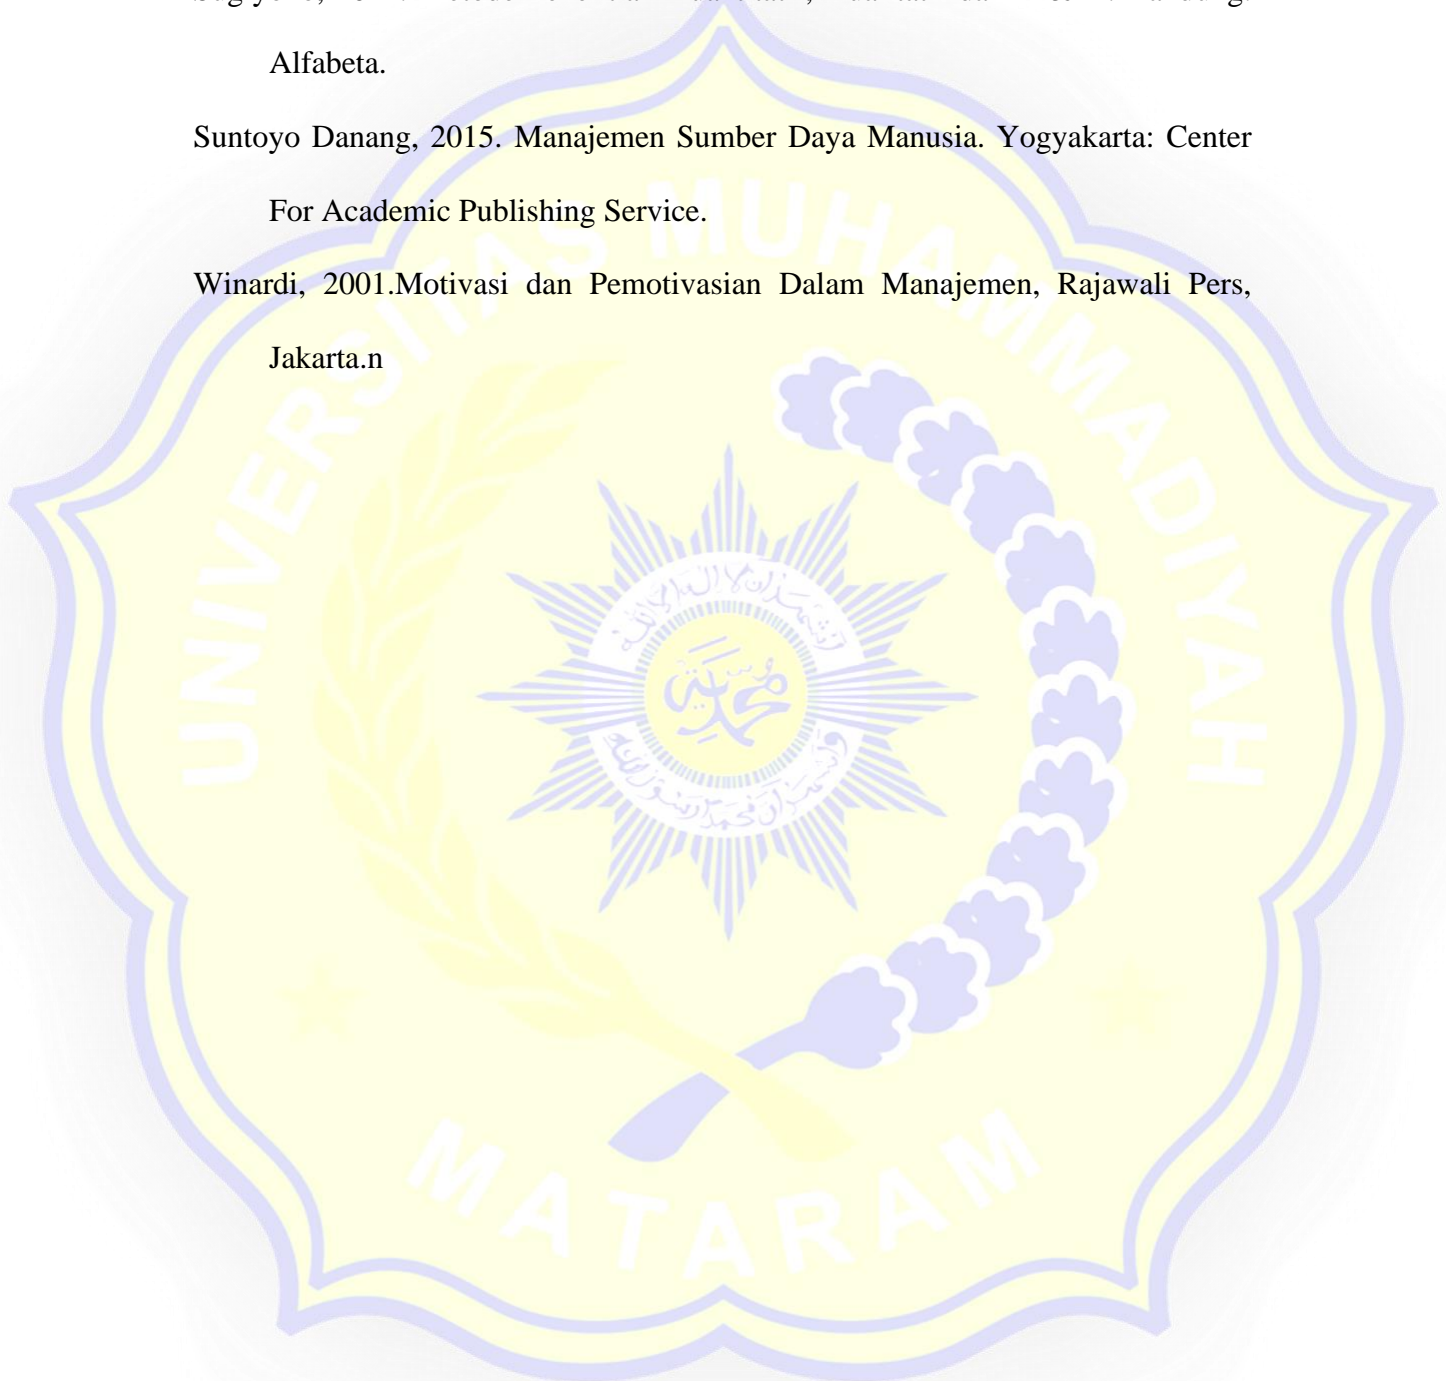 Alfabeta.
Suntoyo Danang, 2015. Manajemen Sumber Daya Manusia. Yogyakarta: Center
For Academic Publishing Service.
Winardi, 2001.Motivasi dan Pemotivasian Dalam Manajemen, Rajawali Pers,
Jakarta.n
UNIVERSITAS MUHAMMADIYAH
MATARAM